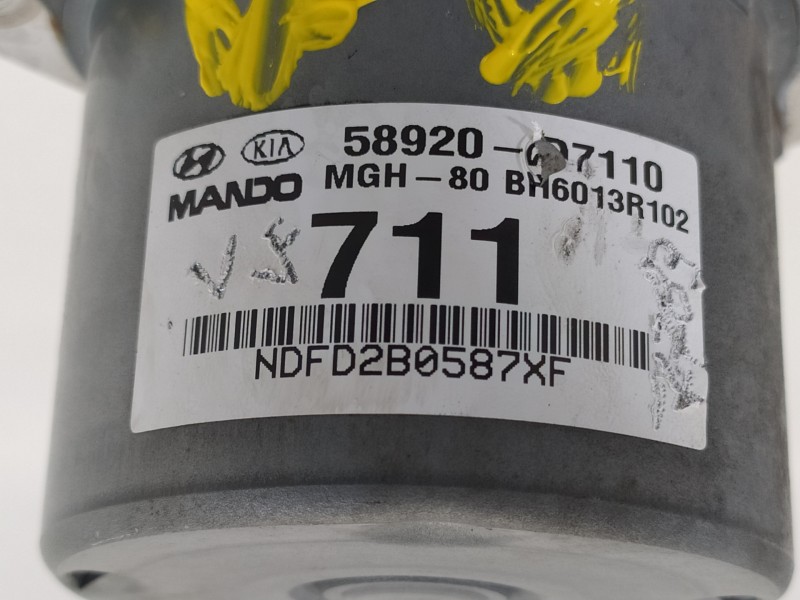 KIA 58920-
MANDO MGH-80 BH6013R102
711
NDFD2B0587XF